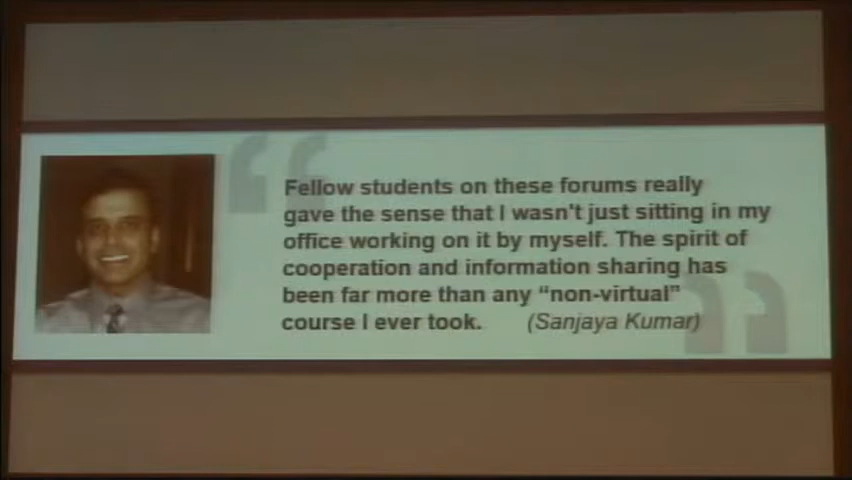 Fellow students on these forums really
gave the sense that I wasn't just sitting in my
office working on it by myself. The spirit of
cooperation and information sharing has
been far more than any “non-virtual”
course I ever took. (Sanjaya Kumar)